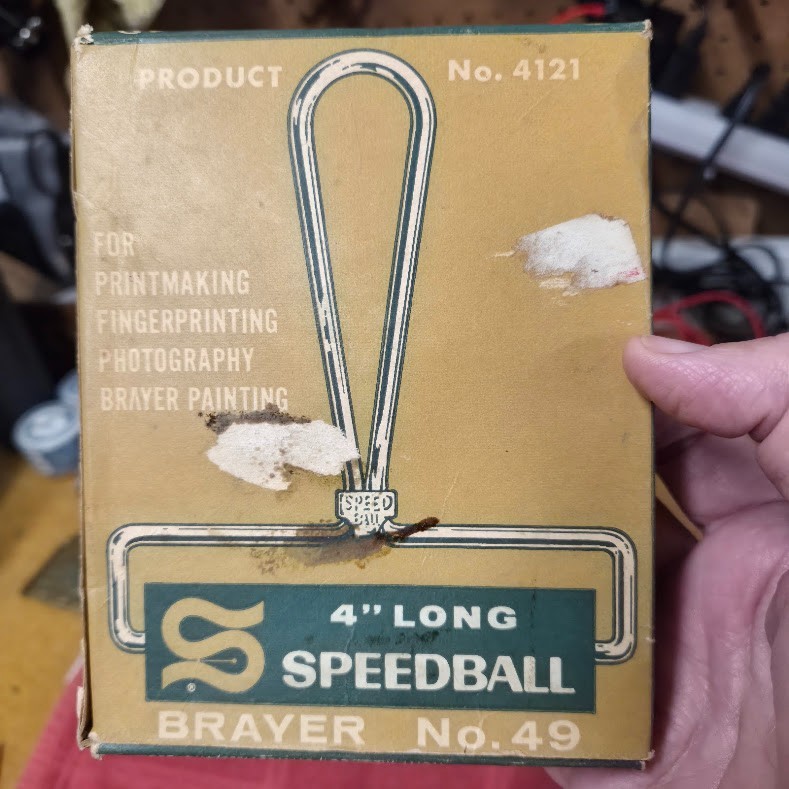 PRODUCT No. 4121
FOR
PRINTMAKING
FINGERPRINTING
PHOTOGRAPHY
BRAYER PAINTING
SPEED
BALL
4" LONG
SPEEDBALL
®
BRAYER No. 49